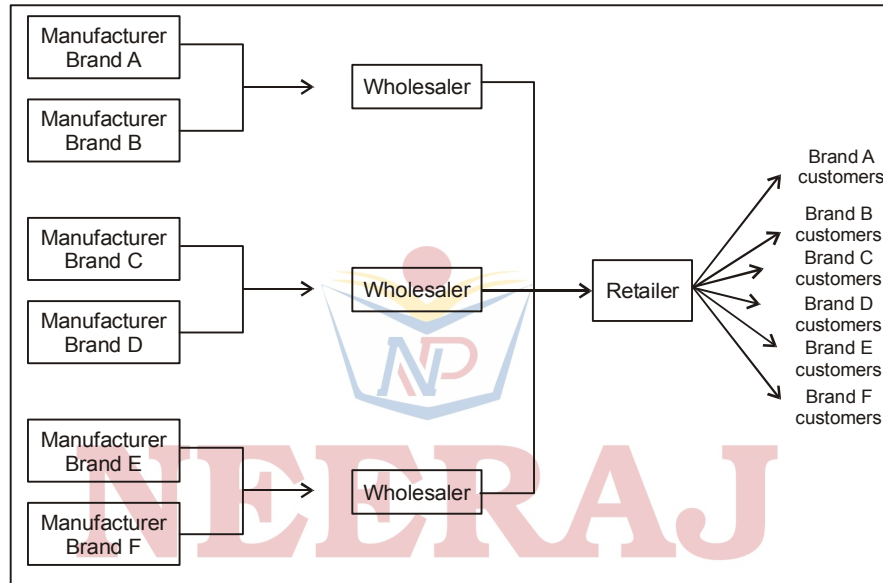 Manufacturer
Brand A
Manufacturer
Brand B
Wholesaler
Manufacturer
Brand C
Manufacturer
Brand D
Wholesaler
Manufacturer
Brand E
Manufacturer
Brand F
Wholesaler
Retailer
Brand A
customers
Brand B
customers
Brand C
customers
Brand D
customers
Brand E
customers
Brand F
customers
NP
NEERAJ